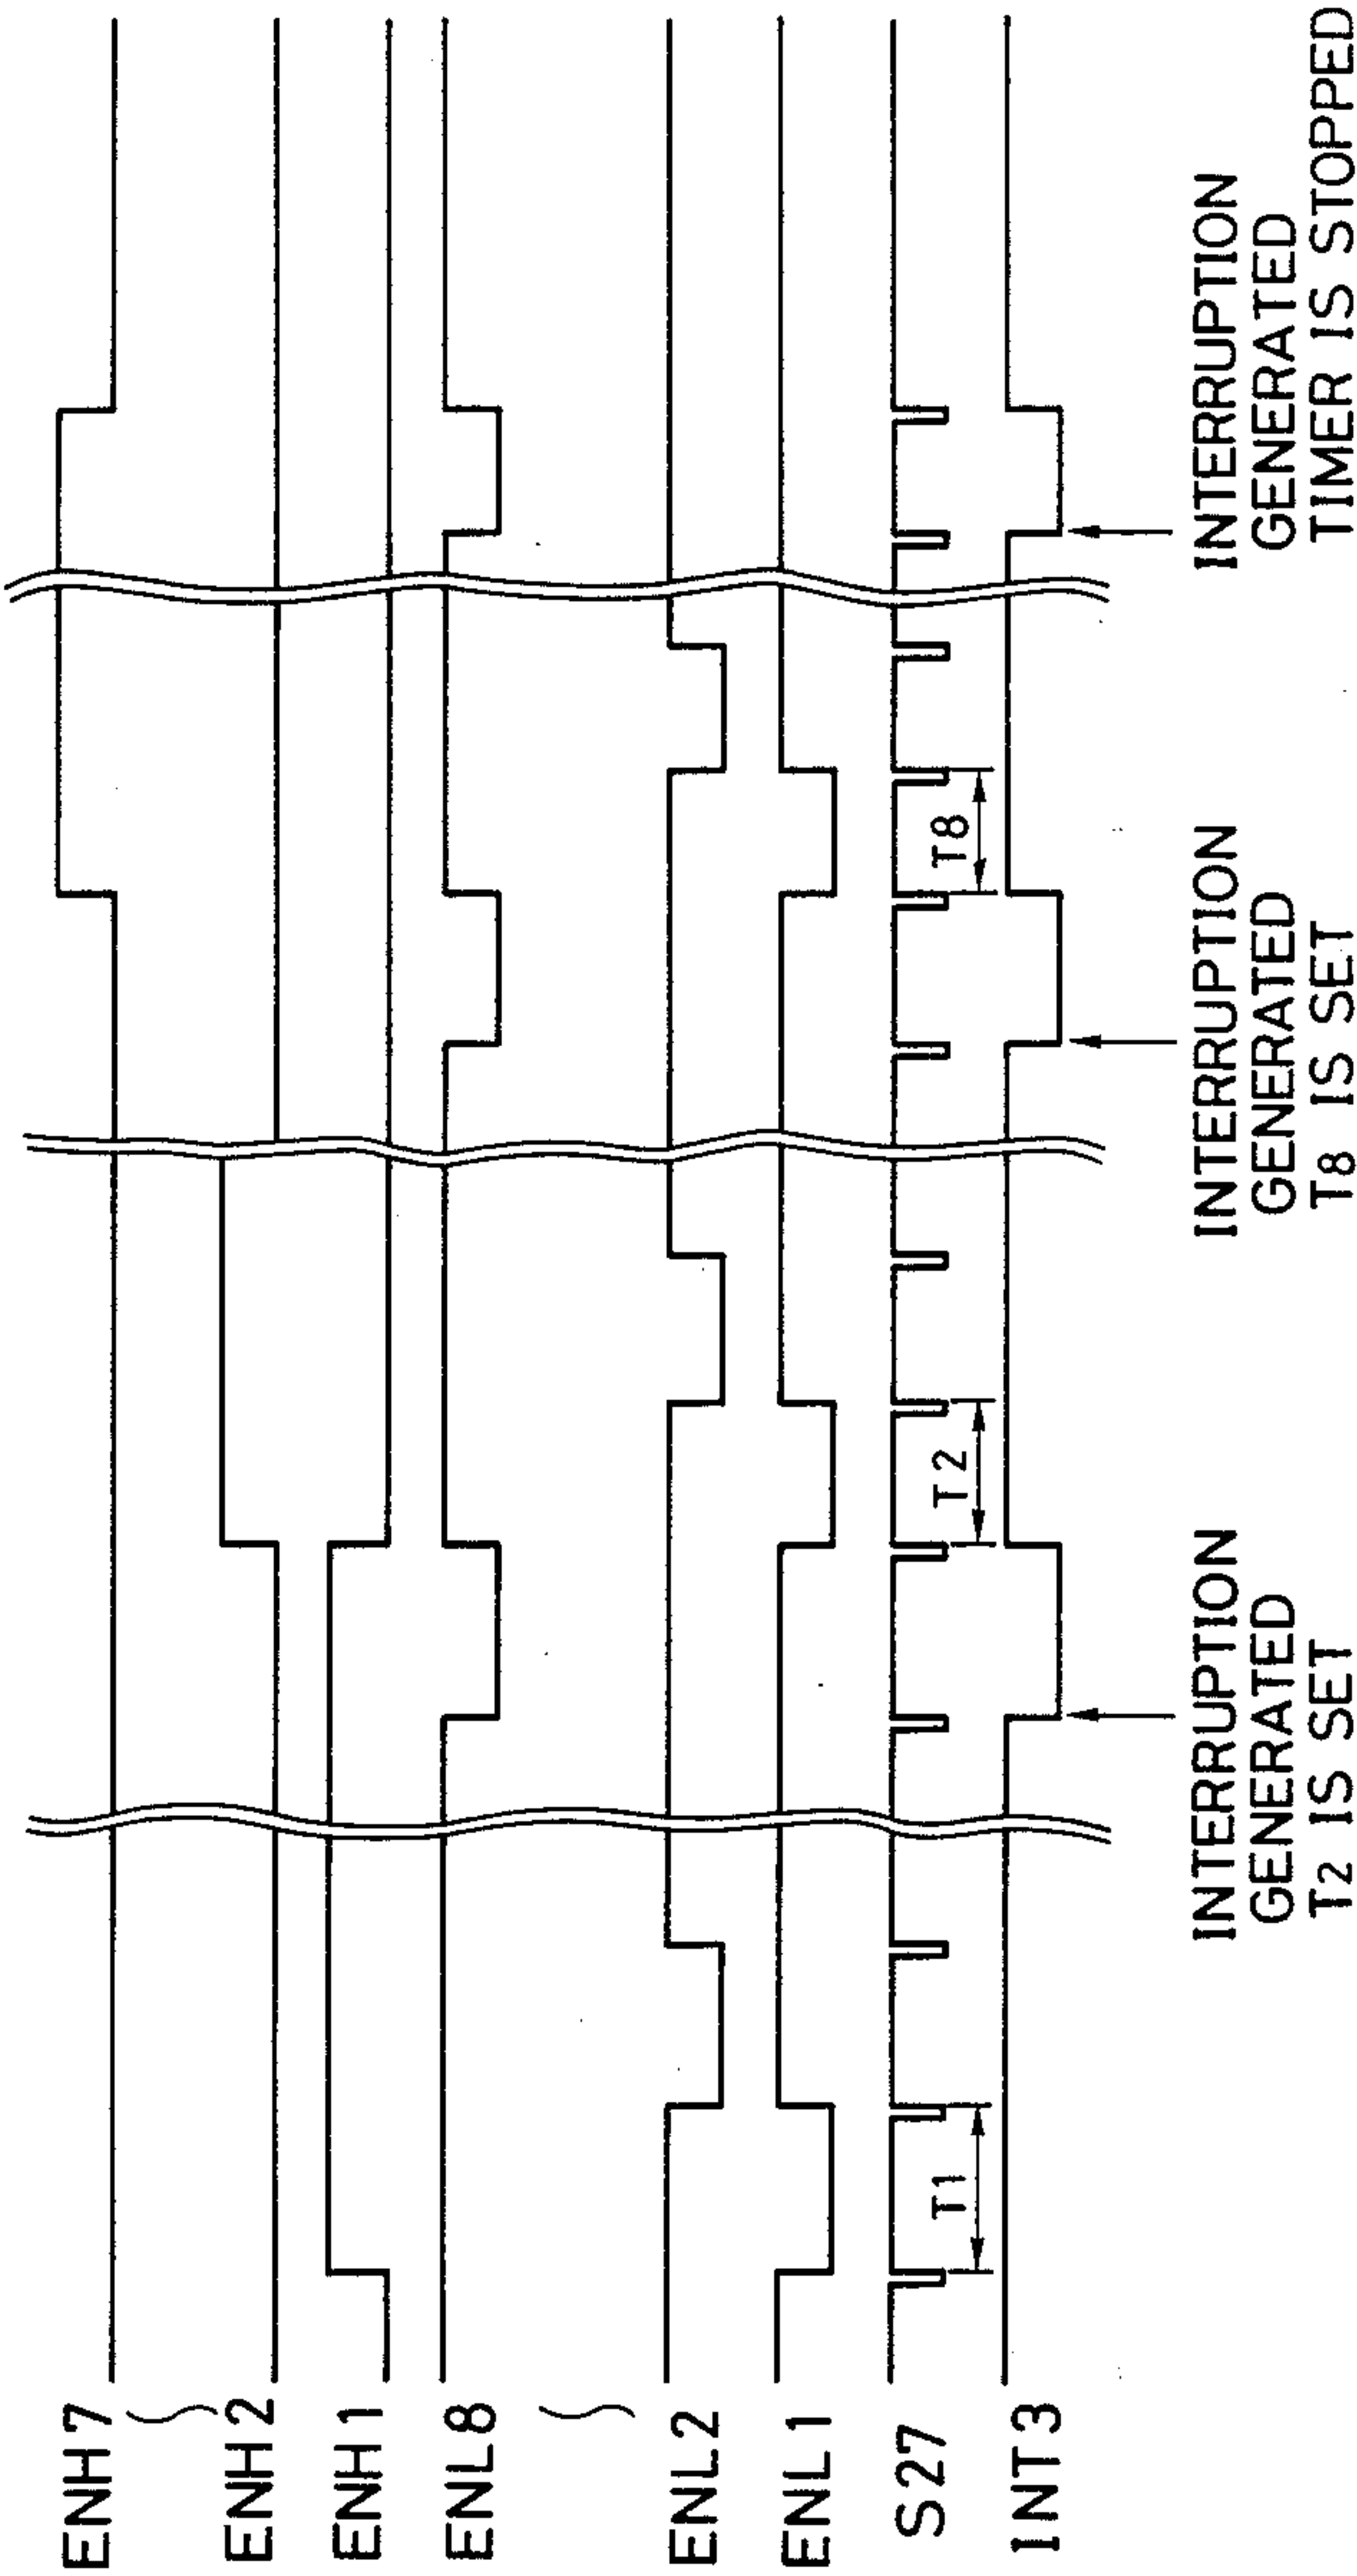 ENH7
ENH2
ENH1
ENL8
ENL2
ENL1
S27
INT3
T1
T2
T8
INTERRUPTION
GENERATED
T2 IS SET
INTERRUPTION
GENERATED
T8 IS SET
INTERRUPTION
GENERATED
TIMER IS STOPPED